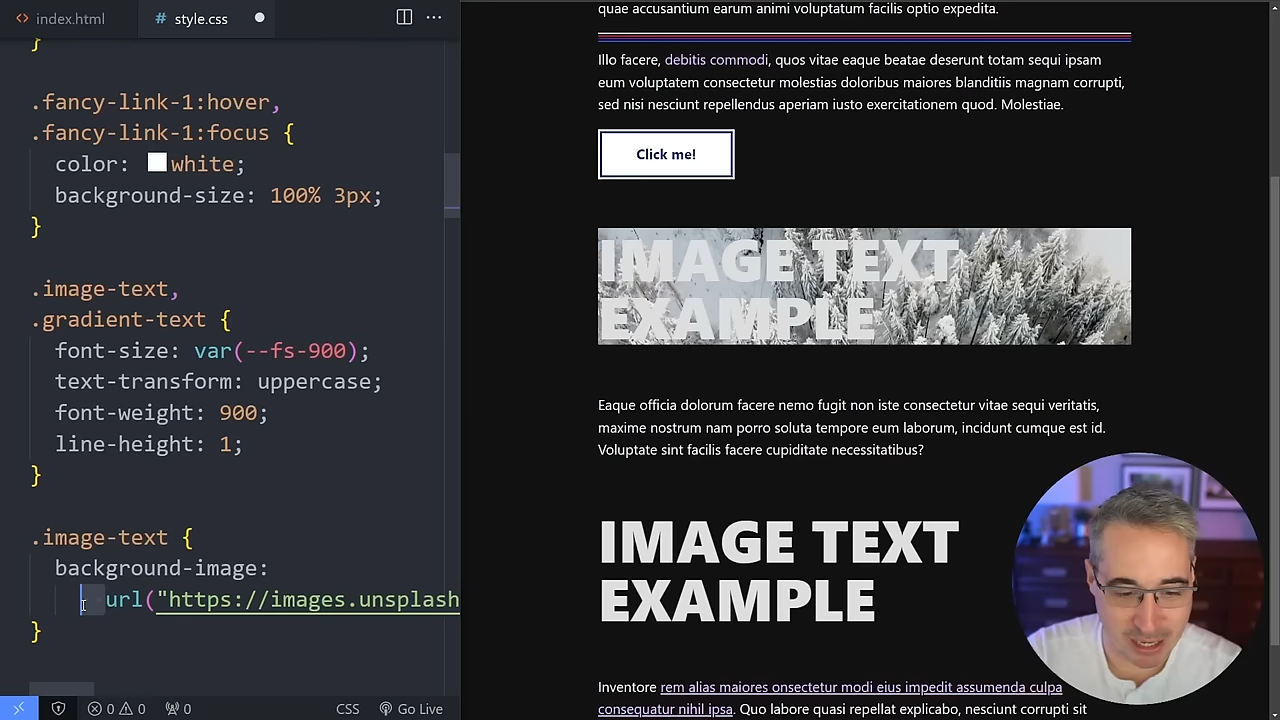 index.html
# style.css
}
.fancy-link-1:hover,
.fancy-link-1:focus {
color: white;
background-size: 100% 3px;
}
.image-text,
.gradient-text {
font-size: var(--fs-900);
text-transform: uppercase;
font-weight: 900;
line-height: 1;
}
.image-text {
background-image:
url("https://images.unsplash
}
0 0 0 CSS Go Live
quae accusantium earum animi voluptatum facilis optio expedita.
Illo facere, debitis commodi, quos vitae eaque beatae deserunt totam sequi ipsam
eum voluptatem consectetur molestias doloribus maiores blanditiis magnam corrupti,
sed nisi nesciunt repellendus aperiam iusto exercitationem quod. Molestiae.
Click me!
IMAGE TEXT
EXAMPLE
Eaque officia dolorum facere nemo fugit non iste consectetur vitae sequi veritatis,
maxime nostrum nam porro soluta tempore eum laborum, incidunt cumque est id.
Voluptate sint facilis facere cupiditate necessitatibus?
IMAGE TEXT
EXAMPLE
Inventore rem alias maiores onsectetur modi eius impedit assumenda culpa
consequatur nihil ipsa. Quo labore quasi repellat explicabo, nesciunt corrupti sit